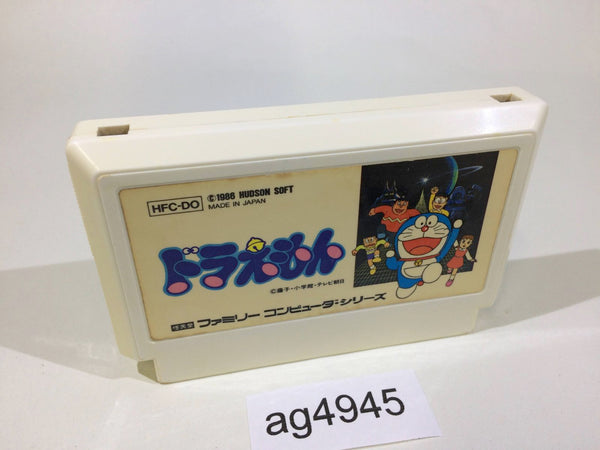 HFC-DO
©1986 HUDSON SOFT
MADE IN JAPAN
ドラえもん
©藤子・小学館・テレビ朝日
任天堂 ファミリー コンピュータ・シリーズ
ag4945